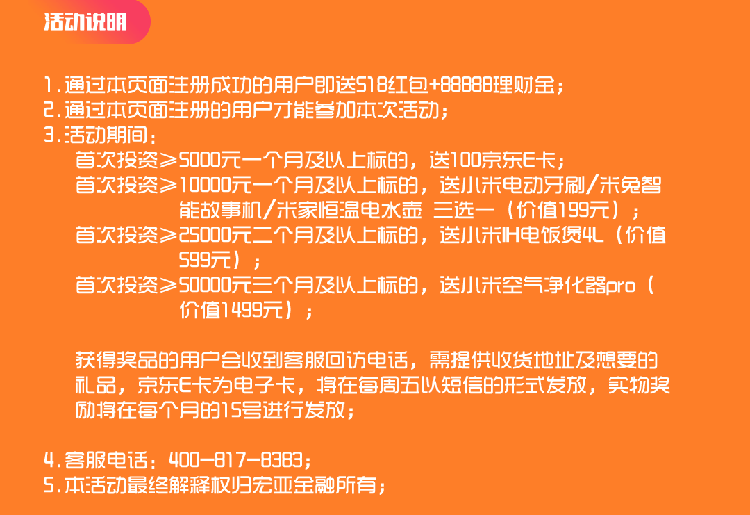 活动说明
1.通过本页面注册成功的用户即送518红包+88888理财金；
2.通过本页面注册的用户才能参加本次活动；
3.活动期间：
首次投资≥5000元一个月及以上标的，送100京东E卡；
首次投资≥10000元一个月及以上标的，送小米电动牙刷/米兔智
能故事机/米家恒温电水壶 三选一（价值199元）；
首次投资≥25000元二个月及以上标的，送小米IH电饭煲4L（价值
599元）；
首次投资≥50000元三个月及以上标的，送小米空气净化器pro（
价值1499元）；
获得奖品的用户会收到客服回访电话，需提供收货地址及想要的
礼品，京东E卡为电子卡，将在每周五以短信的形式发放，实物奖
励将在每个月的15号进行发放；
4.客服电话：400-817-8383；
5.本活动最终解释权归宏亚金融所有；